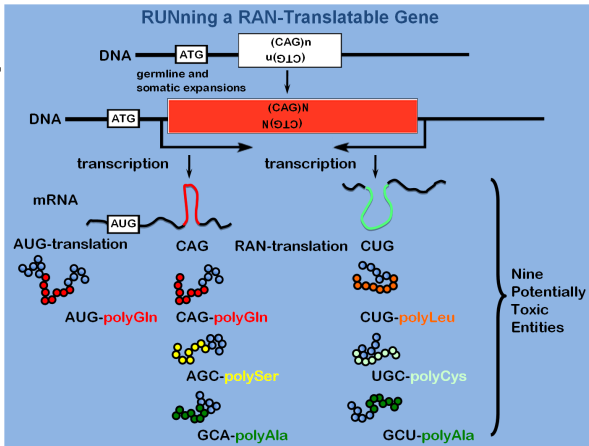 RUNning a RAN-Translatable Gene
DNA
ATG
(CAG)n
(CTG)n
germline and
somatic expansions
DNA
ATG
(CAG)N
(CTG)N
transcription
transcription
mRNA
AUG
AUG-translation
CAG
RAN-translation
CUG
AUG-polyGln
CAG-polyGln
CUG-polyLeu
AGC-polySer
UGC-polyCys
GCA-polyAla
GCU-polyAla
Nine
Potentially
Toxic
Entities